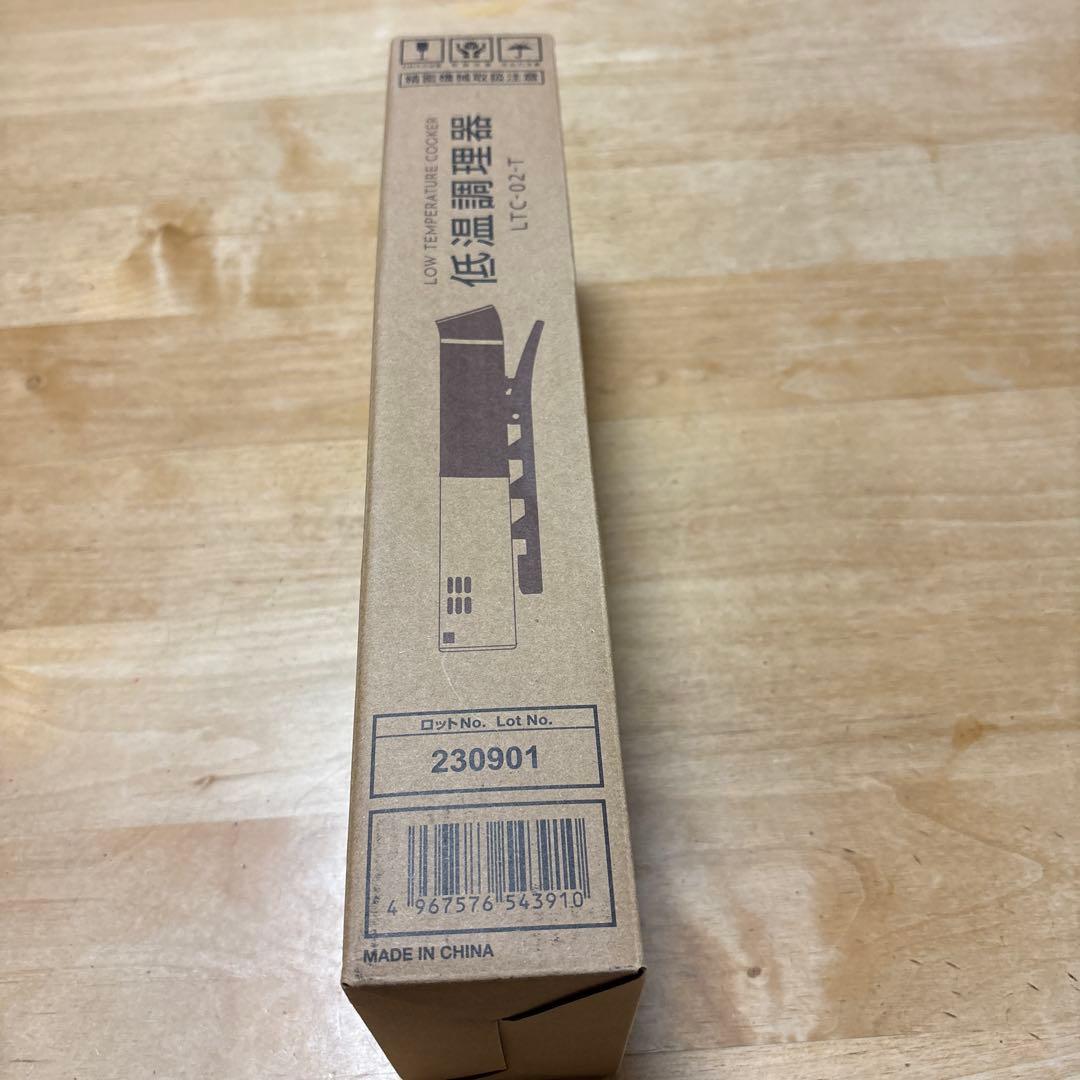 精密機械取扱注意
LOW TEMPERATURE COOKER
低温調理器
LTC-02-T
ロットNo. Lot No.
230901
4 967576 543910
MADE IN CHINA